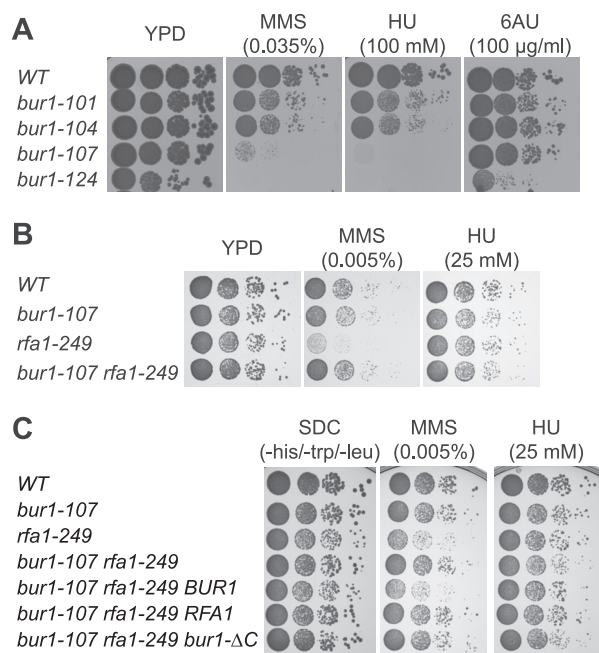 A
YPD
MMS
(0.035%)
HU
(100 mM)
6AU
(100 µg/ml)
WT
bur1-101
bur1-104
bur1-107
bur1-124
B
YPD
MMS
(0.005%)
HU
(25 mM)
WT
bur1-107
rfa1-249
bur1-107 rfa1-249
C
SDC
(-his/-trp/-leu)
MMS
(0.005%)
HU
(25 mM)
WT
bur1-107
rfa1-249
bur1-107 rfa1-249
bur1-107 rfa1-249 BUR1
bur1-107 rfa1-249 RFA1
bur1-107 rfa1-249 bur1-ΔC